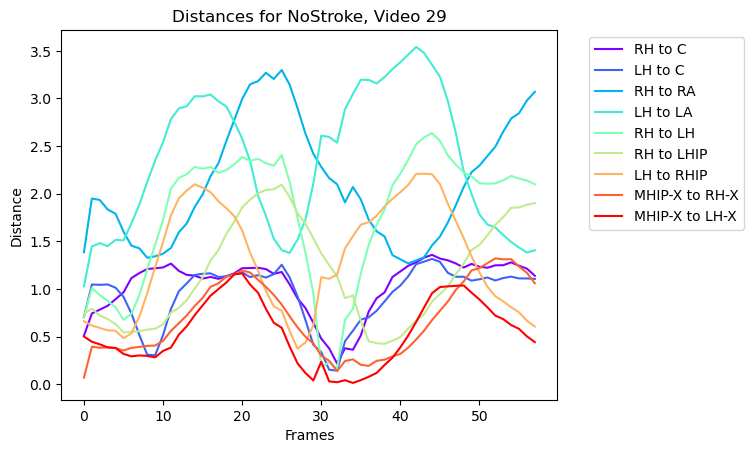 Distances for NoStroke, Video 29
Distance
3.5
3.0
2.5
2.0
1.5
1.0
0.5
0.0
0
10
20
30
40
50
Frames
RH to C
LH to C
RH to RA
LH to LA
RH to LH
RH to LHIP
LH to RHIP
MHIP-X to RH-X
MHIP-X to LH-X